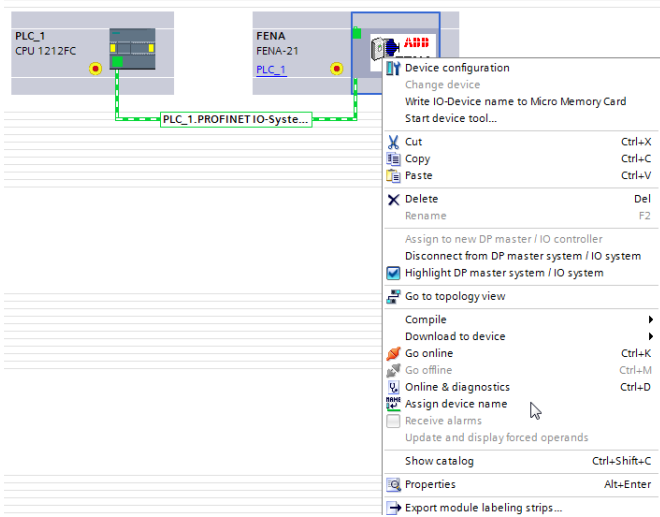 PLC_1
CPU 1212FC
FENA
FENA-21
PLC_1
ABB
PLC_1.PROFINET IO-Syste...
Device configuration
Change device
Write IO-Device name to Micro Memory Card
Start device tool...
Cut Ctrl+X
Copy Ctrl+C
Paste Ctrl+V
Delete Del
Rename F2
Assign to new DP master / IO controller
Disconnect from DP master system / IO system
Highlight DP master system / IO system
Go to topology view
Compile
Download to device
Go online Ctrl+K
Go offline Ctrl+M
Online & diagnostics Ctrl+D
Assign device name
Receive alarms
Update and display forced operands
Show catalog Ctrl+Shift+C
Properties Alt+Enter
Export module labeling strips...